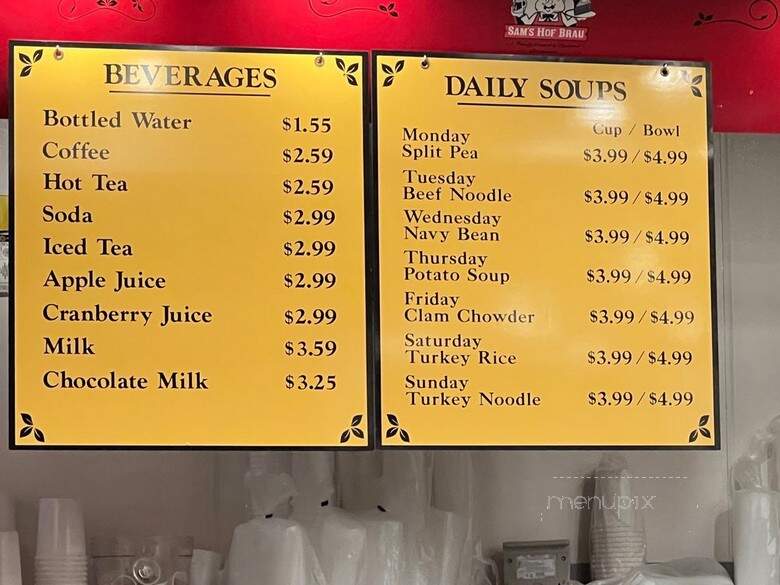 SAM'S HOF BRAU
BEVERAGES
Bottled Water $1.55
Coffee $2.59
Hot Tea $2.59
Soda $2.99
Iced Tea $2.99
Apple Juice $2.99
Cranberry Juice $2.99
Milk $3.59
Chocolate Milk $3.25
DAILY SOUPS
Cup / Bowl
Monday
Split Pea $3.99 / $4.99
Tuesday
Beef Noodle $3.99 / $4.99
Wednesday
Navy Bean $3.99 / $4.99
Thursday
Potato Soup $3.99 / $4.99
Friday
Clam Chowder $3.99 / $4.99
Saturday
Turkey Rice $3.99 / $4.99
Sunday
Turkey Noodle $3.99 / $4.99
menupix